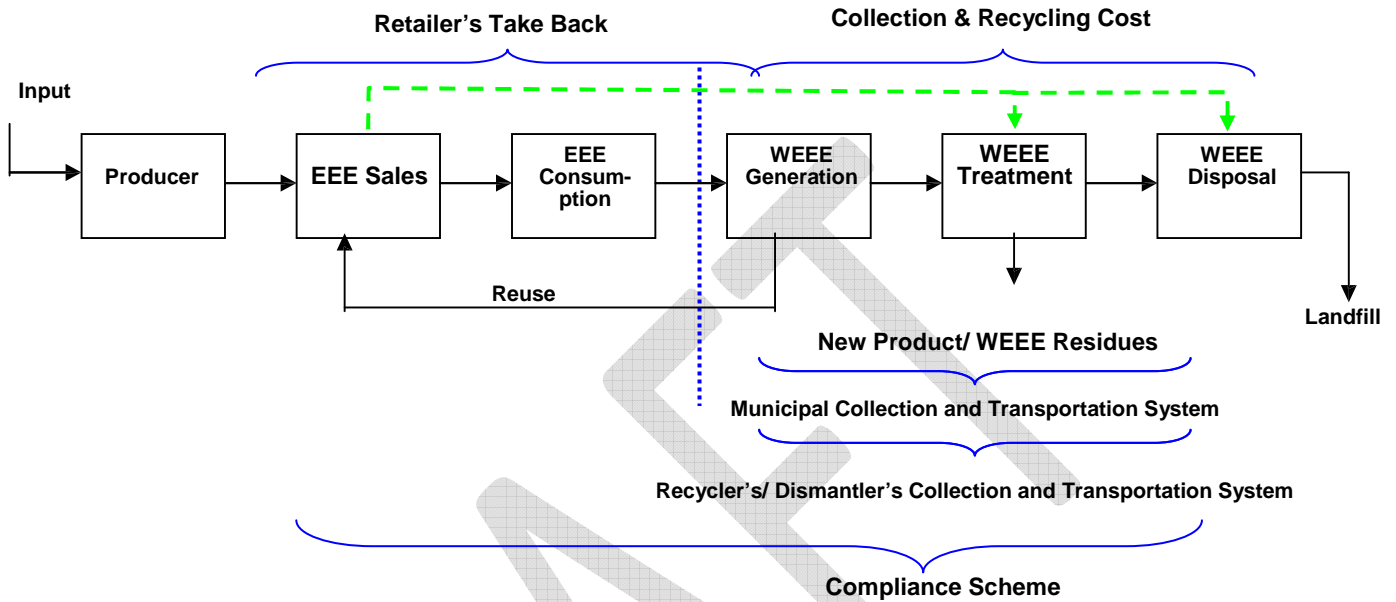 Collection & Recycling Cost
Retailer's Take Back
Input
Producer
EEE Sales
EEE
Consum-
ption
WEEE
Generation
WEEE
Treatment
WEEE
Disposal
Reuse
Landfill
New Product/ WEEE Residues
Municipal Collection and Transportation System
Recycler's/ Dismantler's Collection and Transportation System
Compliance Scheme